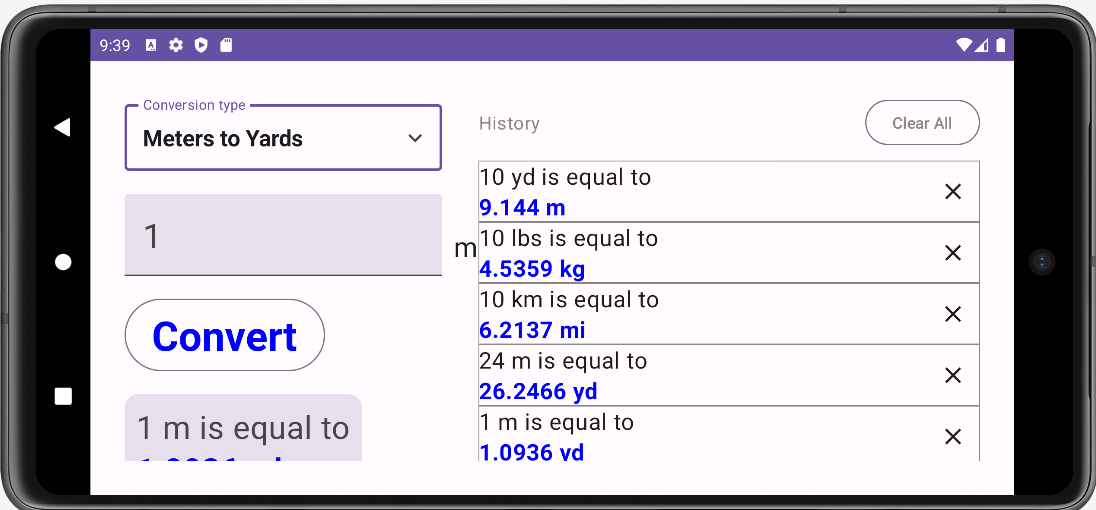 9:39
Conversion type
Meters to Yards
1
m
Convert
1 m is equal to
History
Clear All
10 yd is equal to
9.144 m
10 lbs is equal to
4.5359 kg
10 km is equal to
6.2137 mi
24 m is equal to
26.2466 yd
1 m is equal to
1.0936 yd